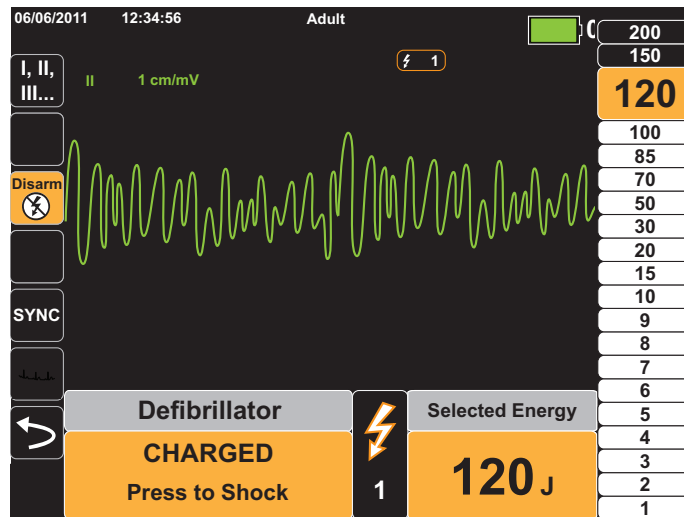 06/06/2011 12:34:56 Adult
I, II,
III...
II 1 cm/mV
1
Disarm
SYNC
200
150
120
100
85
70
50
30
20
15
10
9
8
7
6
5
4
3
2
1
Defibrillator
CHARGED
Press to Shock
1
Selected Energy
120 J